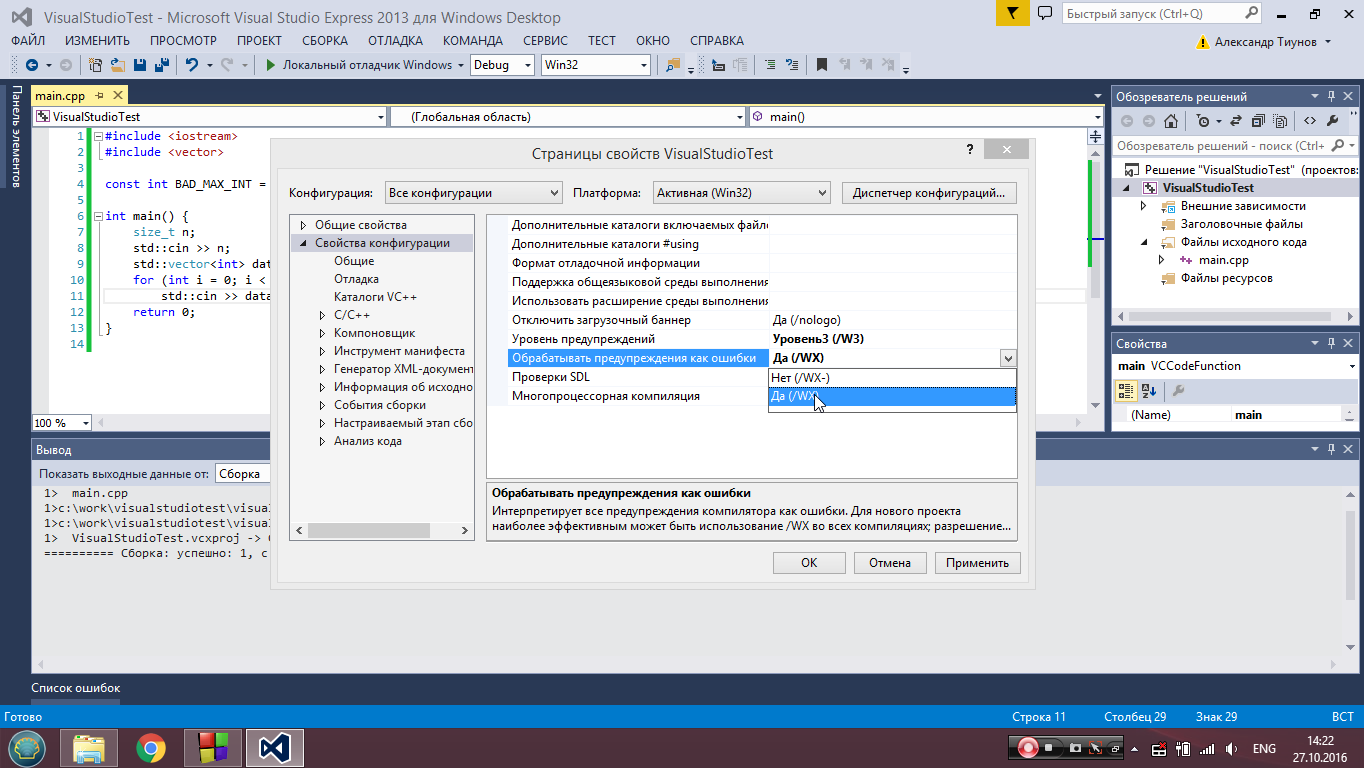 VisualStudioTest - Microsoft Visual Studio Express 2013 для Windows Desktop
Быстрый запуск (Ctrl+Q)
ФАЙЛ ИЗМЕНИТЬ ПРОСМОТР ПРОЕКТ СБОРКА ОТЛАДКА КОМАНДА СЕРВИС ТЕСТ ОКНО СПРАВКА
Александр Тиунов
Локальный отладчик Windows Debug Win32
Панель элементов
main.cpp
VisualStudioTest (Глобальная область) main()
1 #include <iostream>
2 #include <vector>
3
4 const int BAD_MAX_INT =
5
6 int main() {
7 size_t n;
8 std::cin >> n;
9 std::vector<int> dat
10 for (int i = 0; i <
11 std::cin >> data
12 return 0;
13 }
14
100 %
Страницы свойств VisualStudioTest
?
Конфигурация: Все конфигурации Платформа: Активная (Win32) Диспетчер конфигураций...
Общие свойства
Свойства конфигурации
Общие
Отладка
Каталоги VC++
C/C++
Компоновщик
Инструмент манифеста
Генератор XML-документ
Информация об исходно
События сборки
Настраиваемый этап сбо
Анализ кода
Дополнительные каталоги включаемых файло
Дополнительные каталоги #using
Формат отладочной информации
Поддержка общеязыковой среды выполнения
Использовать расширение среды выполнения
Отключить загрузочный баннер Да (/nologo)
Уровень предупреждений Уровень3 (/W3)
Обрабатывать предупреждения как ошибки Да (/WX)
Проверки SDL
Многопроцессорная компиляция
Нет (/WX-)
Да (/WX)
Обрабатывать предупреждения как ошибки
Интерпретирует все предупреждения компилятора как ошибки. Для нового проекта
наиболее эффективным может быть использование /WX во всех компиляциях; разрешение...
ОК Отмена Применить
Обозреватель решений
Обозреватель решений - поиск (Ctrl+
Решение "VisualStudioTest" (проектов:
VisualStudioTest
Внешние зависимости
Заголовочные файлы
Файлы исходного кода
main.cpp
Файлы ресурсов
Свойства
main VCCodeFunction
(Name) main
Вывод
Показать выходные данные от: Сборка
1> main.cpp
1>c:\work\visualstudiotest\visual
1>c:\work\visualstudiotest\visual
1> VisualStudioTest.vcxproj ->
========== Сборка: успешно: 1, с
Список ошибок
Готово Строка 11 Столбец 29 Знак 29 ВСТ
ENG
14:22
27.10.2016